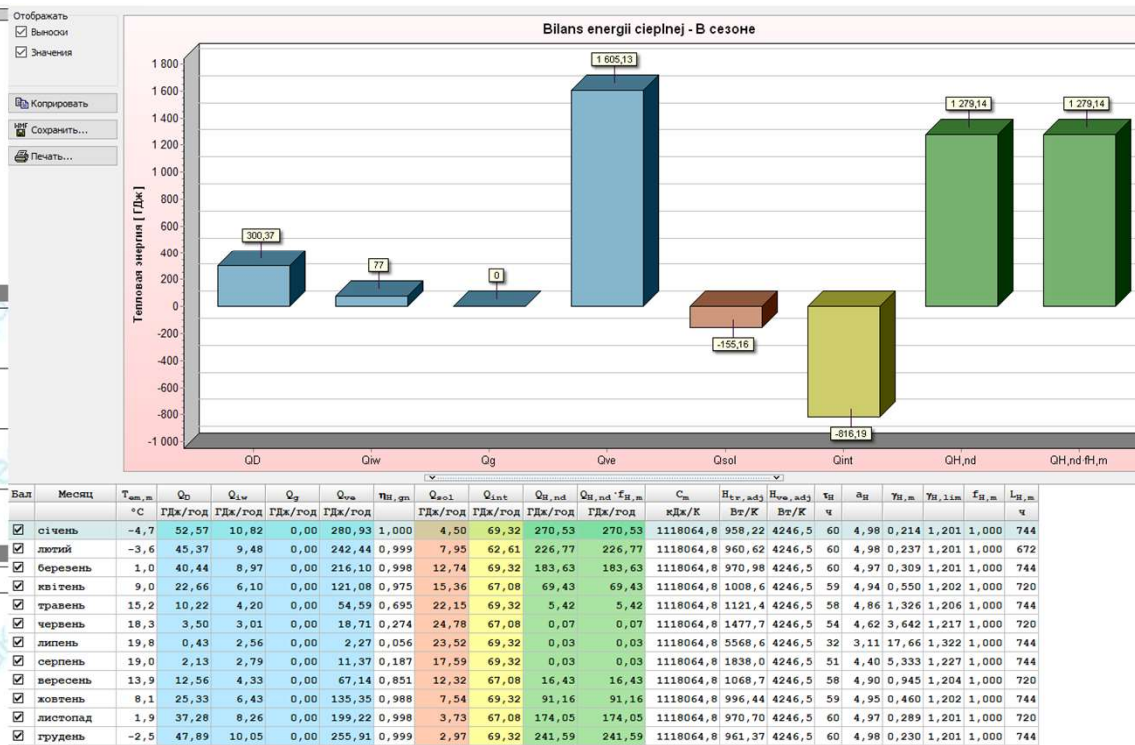 Отображать
Выноски
Значения
Коприровать
Сохранить...
Печать...
Bilans energii cieplnej - В сезоне
Тепловая энергия [ ГДж]
1 800
1 600
1 400
1 200
1 000
800
600
400
200
0
-200
-400
-600
-800
-1 000
300,37
77
0
1 605,13
-155,16
-816,19
1 279,14
1 279,14
QD Qiw Qg Qve Qsol Qint QH,nd QH,nd·fH,m
Бал Месяц Tem,m QD Qiw Qg Qve ηH,gn Qsol Qint QH,nd QH,nd·fH,m Cm Htr,adj Hve,adj τH aH γH,m γH,lim fH,m LH,m
°C ГДж/год ГДж/год ГДж/год ГДж/год ГДж/год ГДж/год ГДж/год ГДж/год кДж/K Вт/K Вт/K ч ч
січень -4,7 52,57 10,82 0,00 280,93 1,000 4,50 69,32 270,53 270,53 1118064,8 958,22 4246,5 60 4,98 0,214 1,201 1,000 744
лютий -3,6 45,37 9,48 0,00 242,44 0,999 7,95 62,61 226,77 226,77 1118064,8 960,62 4246,5 60 4,98 0,237 1,201 1,000 672
березень 1,0 40,44 8,97 0,00 216,10 0,998 12,74 69,32 183,63 183,63 1118064,8 970,98 4246,5 60 4,97 0,309 1,201 1,000 744
квітень 9,0 22,66 6,10 0,00 121,08 0,975 15,36 67,08 69,43 69,43 1118064,8 1008,6 4246,5 59 4,94 0,550 1,202 1,000 720
травень 15,2 10,22 4,20 0,00 54,59 0,695 22,15 69,32 5,42 5,42 1118064,8 1121,4 4246,5 58 4,86 1,326 1,206 1,000 744
червень 18,3 3,50 3,01 0,00 18,71 0,274 24,78 67,08 0,07 0,07 1118064,8 1477,7 4246,5 54 4,62 3,642 1,217 1,000 720
липень 19,8 0,43 2,56 0,00 2,27 0,056 23,52 69,32 0,03 0,03 1118064,8 5568,6 4246,5 32 3,11 17,66 1,322 1,000 744
серпень 19,0 2,13 2,79 0,00 11,37 0,187 17,59 69,32 0,03 0,03 1118064,8 1838,0 4246,5 51 4,40 5,333 1,227 1,000 744
вересень 13,9 12,56 4,33 0,00 67,14 0,851 12,32 67,08 16,43 16,43 1118064,8 1068,7 4246,5 58 4,90 0,945 1,204 1,000 720
жовтень 8,1 25,33 6,43 0,00 135,35 0,988 7,54 69,32 91,16 91,16 1118064,8 996,44 4246,5 59 4,95 0,460 1,202 1,000 744
листопад 1,9 37,28 8,26 0,00 199,22 0,998 3,73 67,08 174,05 174,05 1118064,8 970,70 4246,5 60 4,97 0,289 1,201 1,000 720
грудень -2,5 47,89 10,05 0,00 255,91 0,999 2,97 69,32 241,59 241,59 1118064,8 961,37 4246,5 60 4,98 0,230 1,201 1,000 744